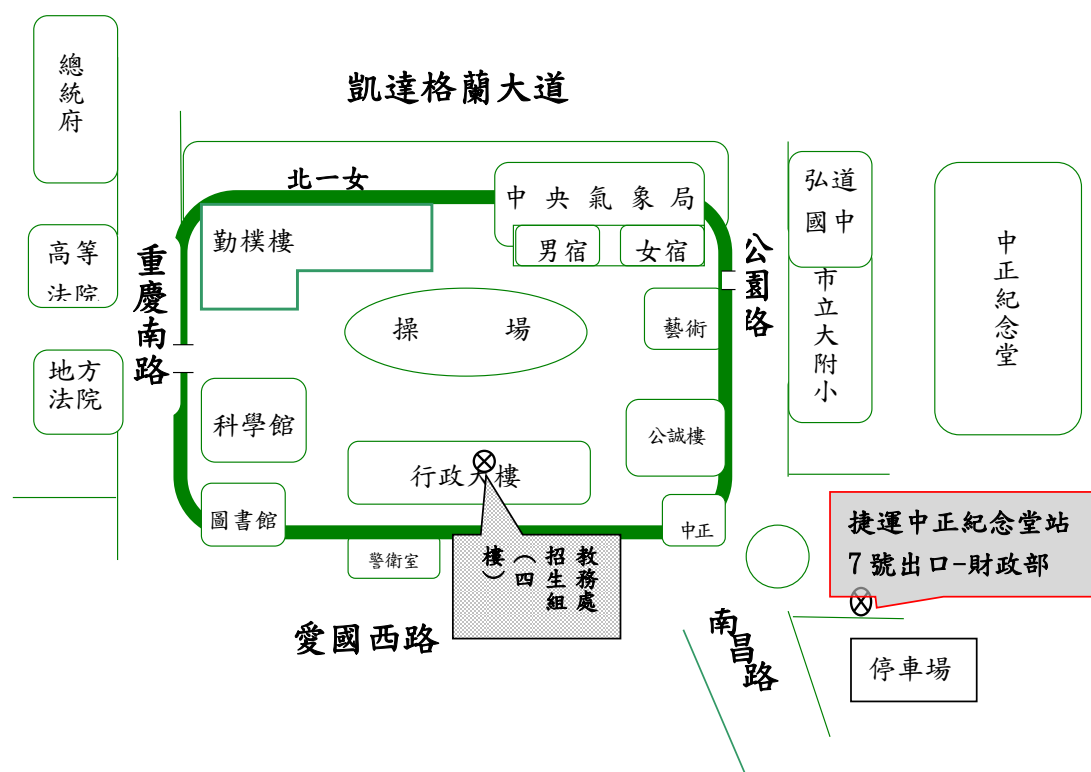 總統府
凱達格蘭大道
北一女
中央氣象局
弘道
國中
勤樸樓
男宿
女宿
高等
法院
重慶南路
公園路
中正紀念堂
市立大附小
藝術
操場
地方
法院
科學館
公誠樓
行政大樓
圖書館
中正
捷運中正紀念堂站
7號出口-財政部
警衛室
教務處
招生組
（四
樓）
愛國西路
南昌路
停車場